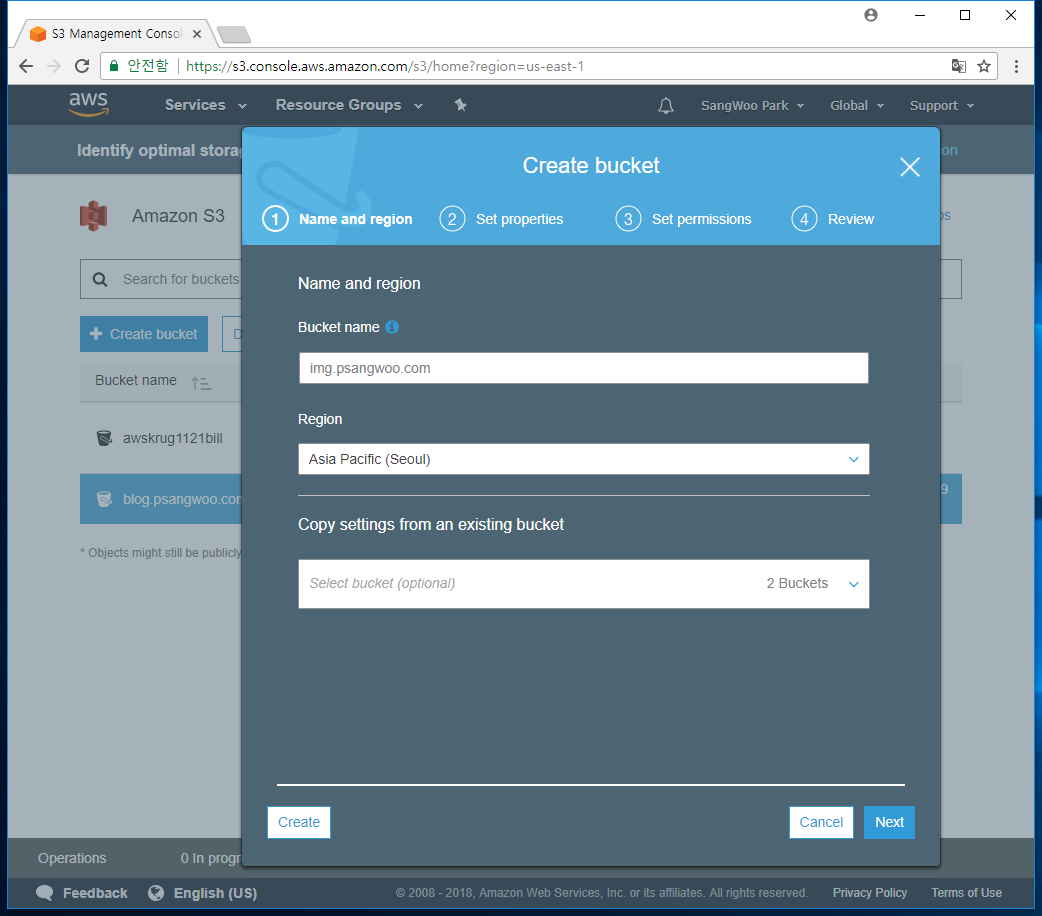 S3 Management Consol
안전함 https://s3.console.aws.amazon.com/s3/home?region=us-east-1
aws Services Resource Groups SangWoo Park Global Support
Identify optimal
Create bucket
1 Name and region 2 Set properties 3 Set permissions 4 Review
Amazon S3
Search for buckets
Create bucket
Bucket name
awskrug1121bill
blog.psangwoo.com
* Objects might still be publicly
Name and region
Bucket name
img.psangwoo.com
Region
Asia Pacific (Seoul)
Copy settings from an existing bucket
Select bucket (optional) 2 Buckets
Create Cancel Next
Operations 0 In progr
Feedback English (US) © 2008 - 2018, Amazon Web Services, Inc. or its affiliates. All rights reserved. Privacy Policy Terms of Use